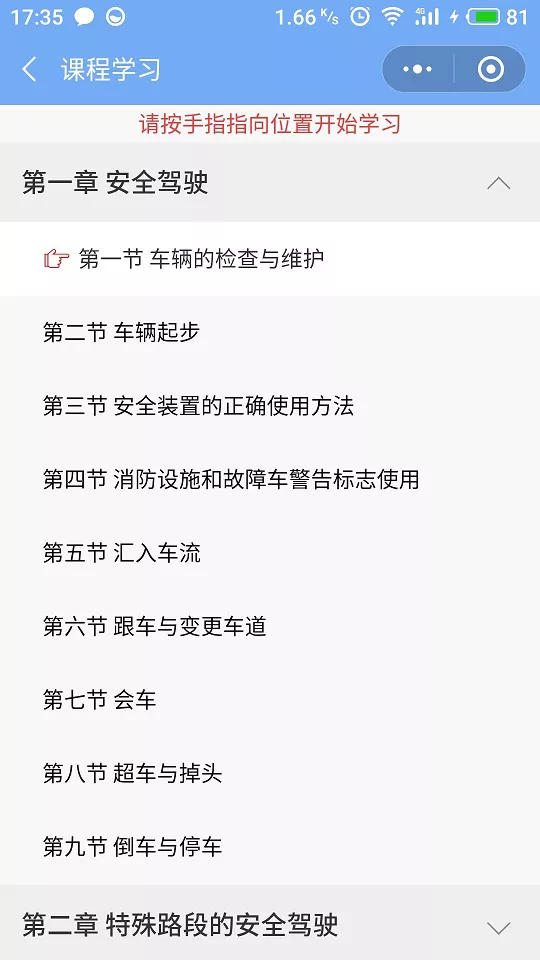 17:35 1.66 K/s 4G 81
课程学习
请按手指指向位置开始学习
第一章 安全驾驶
第一节 车辆的检查与维护
第二节 车辆起步
第三节 安全装置的正确使用方法
第四节 消防设施和故障车警告标志使用
第五节 汇入车流
第六节 跟车与变更车道
第七节 会车
第八节 超车与掉头
第九节 倒车与停车
第二章 特殊路段的安全驾驶